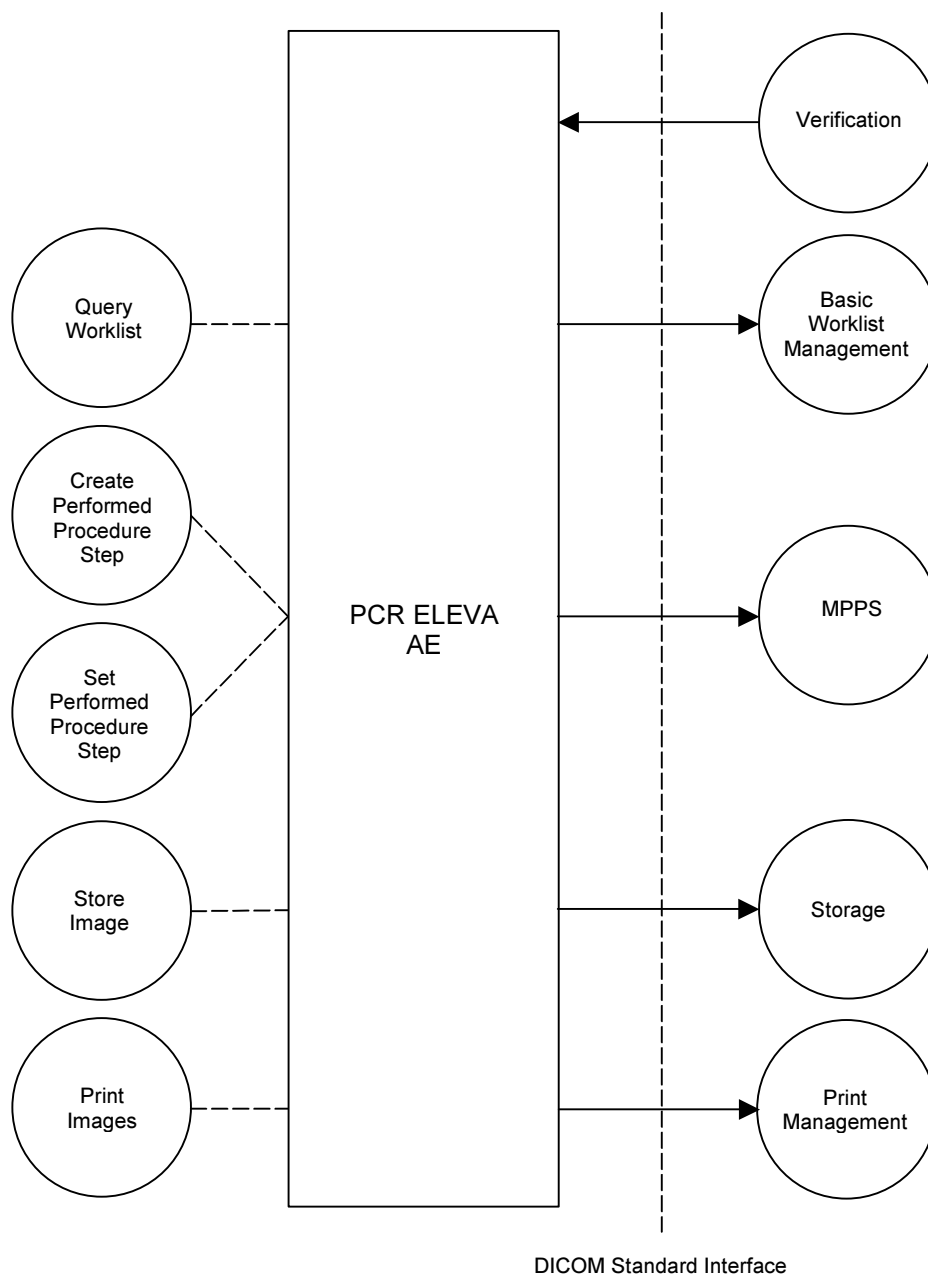 Verification
Query
Worklist
Basic
Worklist
Management
Create
Performed
Procedure
Step
PCR ELEVA
AE
MPPS
Set
Performed
Procedure
Step
Store
Image
Storage
Print
Images
Print
Management
DICOM Standard Interface